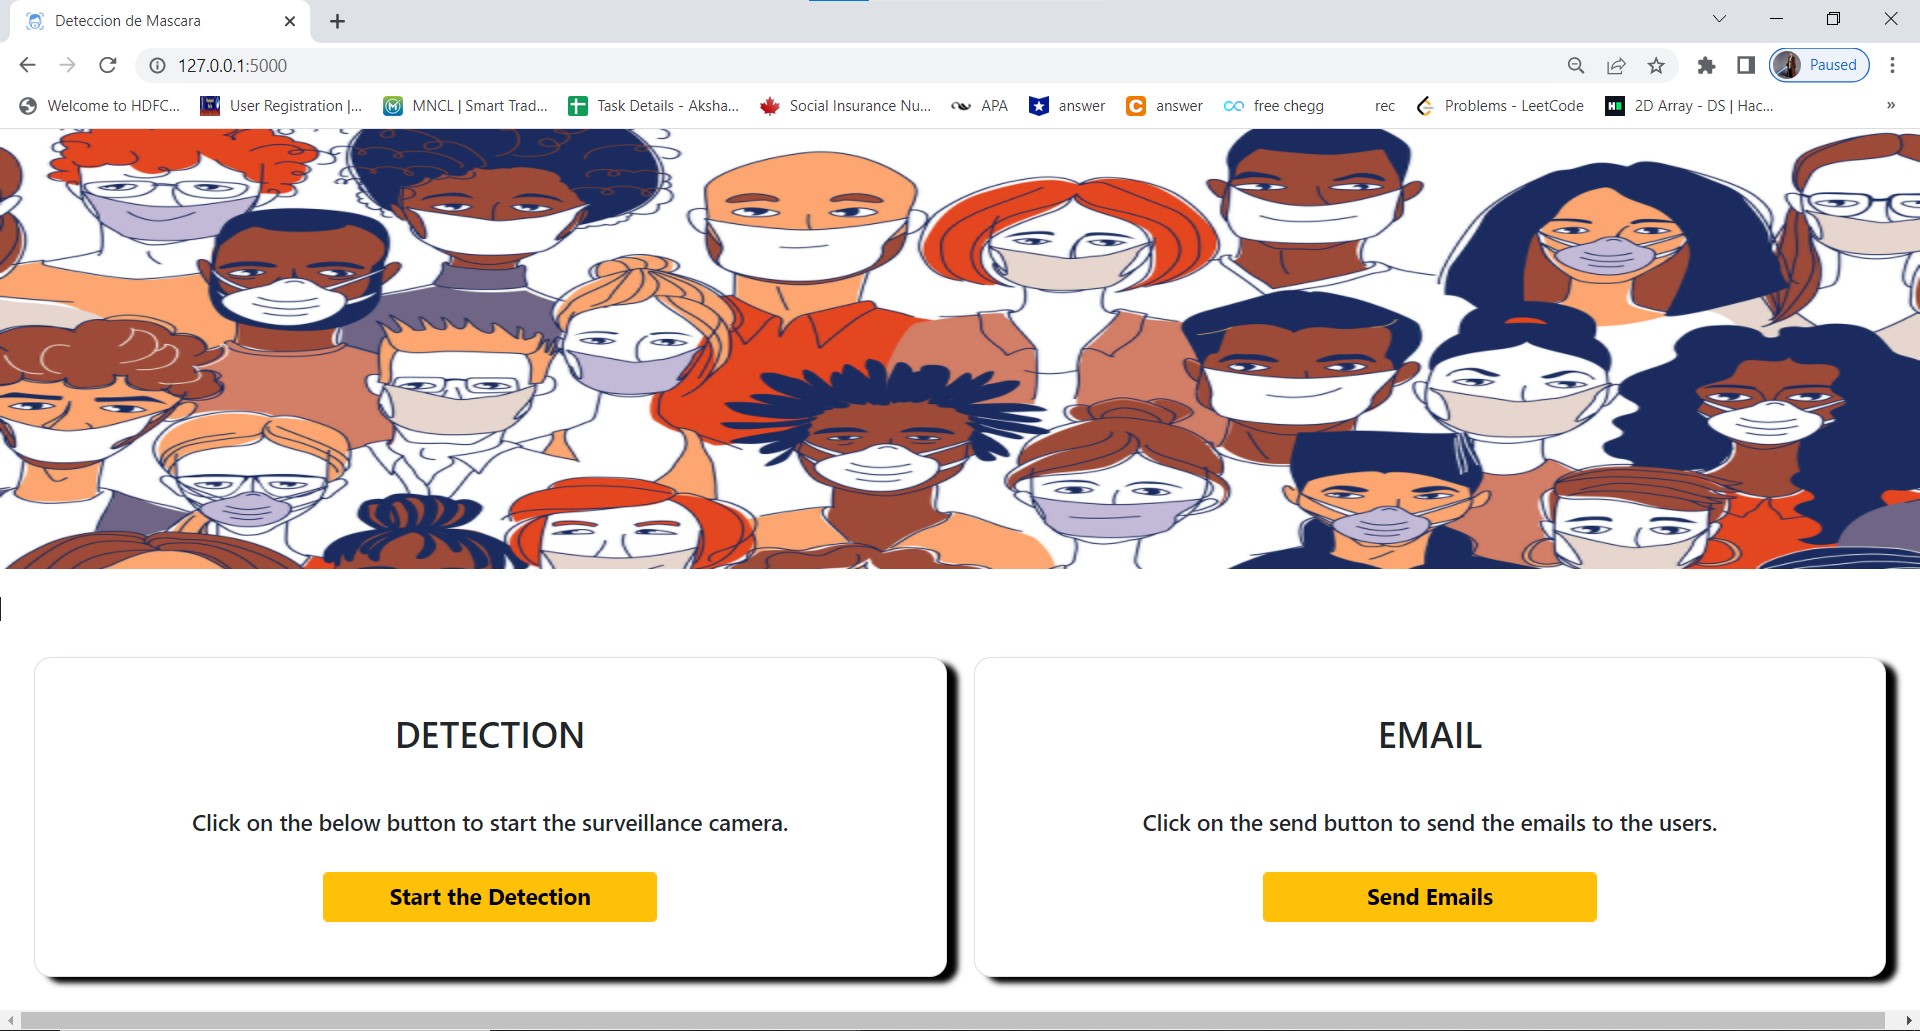 Deteccion de Mascara
127.0.0.1:5000
Paused
Welcome to HDFC...
User Registration |...
MNCL | Smart Trad...
Task Details - Aksha...
Social Insurance Nu...
APA
answer
answer
free chegg
rec
Problems - LeetCode
2D Array - DS | Hac...
»
DETECTION
Click on the below button to start the surveillance camera.
Start the Detection
EMAIL
Click on the send button to send the emails to the users.
Send Emails